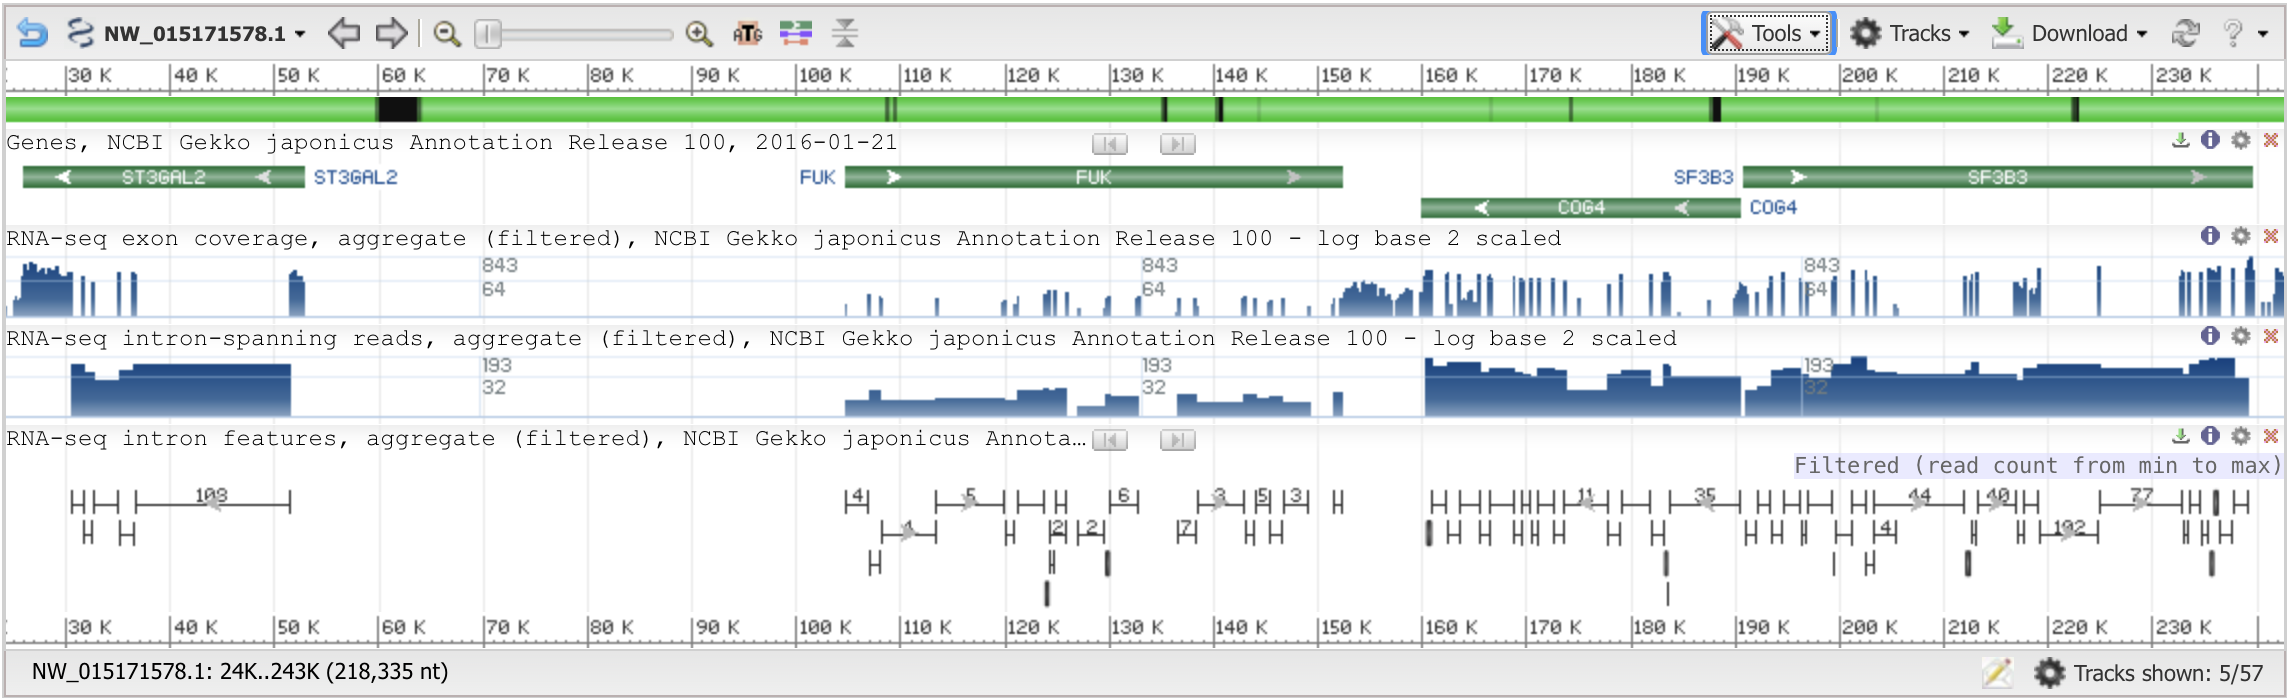 NW_015171578.1 ATG Tools Tracks Download ?
30 K 40 K 50 K 60 K 70 K 80 K 90 K 100 K 110 K 120 K 130 K 140 K 150 K 160 K 170 K 180 K 190 K 200 K 210 K 220 K 230 K
Genes, NCBI Gekko japonicus Annotation Release 100, 2016-01-21
ST3GAL2 ST3GAL2 FUK FUK SF3B3 SF3B3
COG4 COG4
RNA-seq exon coverage, aggregate (filtered), NCBI Gekko japonicus Annotation Release 100 - log base 2 scaled
843 843 843
64 64 64
RNA-seq intron-spanning reads, aggregate (filtered), NCBI Gekko japonicus Annotation Release 100 - log base 2 scaled
193 193 193
32 32 32
RNA-seq intron features, aggregate (filtered), NCBI Gekko japonicus Annota…
Filtered (read count from min to max)
4 5 6 3 5 3 11 35 44 40 77
2 2 7 4 192
30 K 40 K 50 K 60 K 70 K 80 K 90 K 100 K 110 K 120 K 130 K 140 K 150 K 160 K 170 K 180 K 190 K 200 K 210 K 220 K 230 K
NW_015171578.1: 24K..243K (218,335 nt) Tracks shown: 5/57